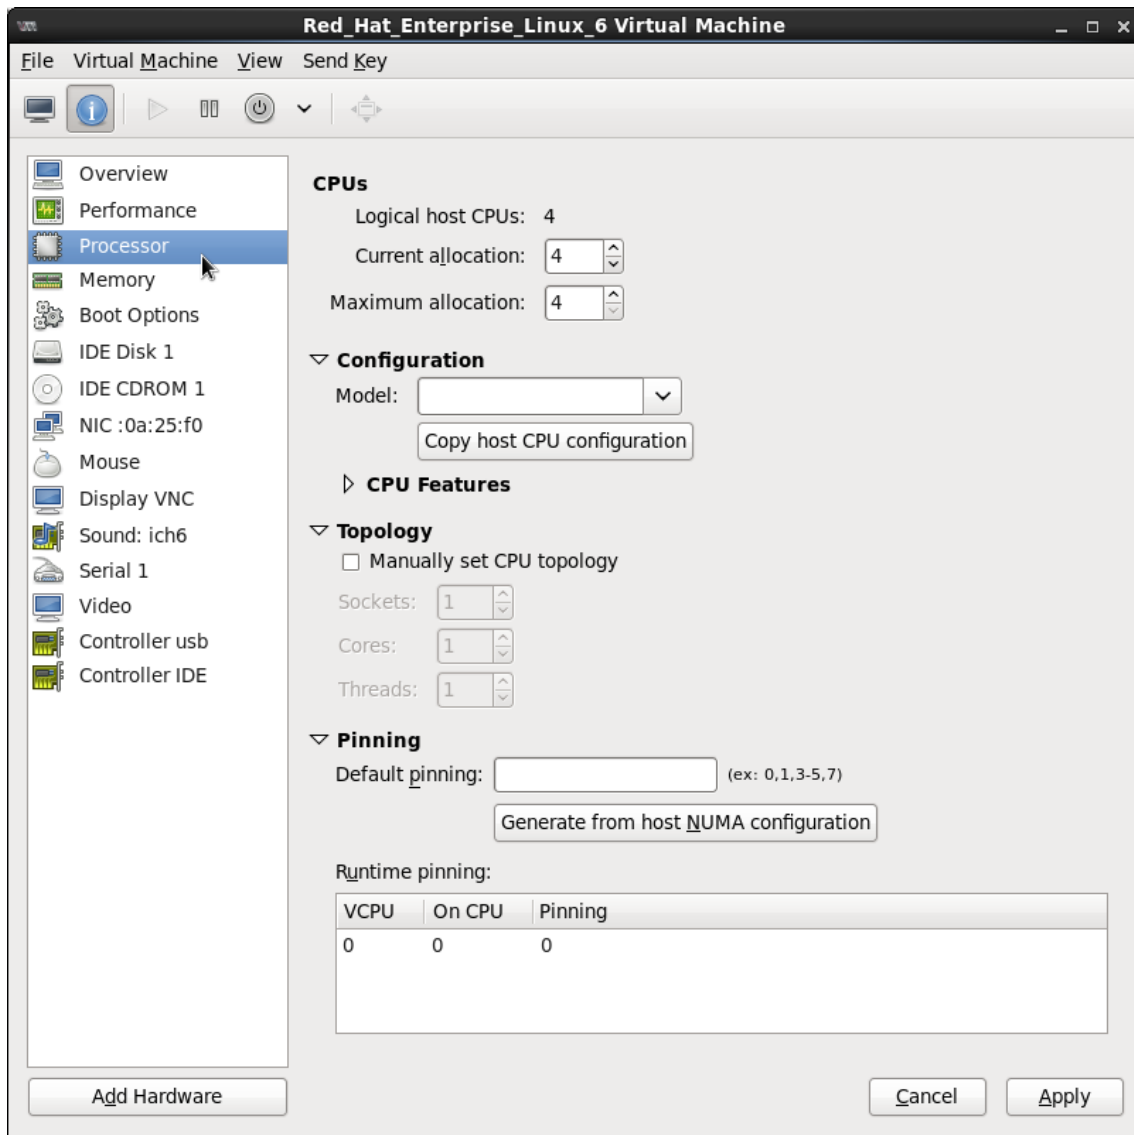 Red_Hat_Enterprise_Linux_6 Virtual Machine
File Virtual Machine View Send Key
Overview
Performance
Processor
Memory
Boot Options
IDE Disk 1
IDE CDROM 1
NIC :0a:25:f0
Mouse
Display VNC
Sound: ich6
Serial 1
Video
Controller usb
Controller IDE
Add Hardware
CPUs
Logical host CPUs: 4
Current allocation: 4
Maximum allocation: 4
Configuration
Model:
Copy host CPU configuration
CPU Features
Topology
Manually set CPU topology
Sockets: 1
Cores: 1
Threads: 1
Pinning
Default pinning: (ex: 0,1,3-5,7)
Generate from host NUMA configuration
Runtime pinning:
VCPU On CPU Pinning
0 0 0
Cancel Apply